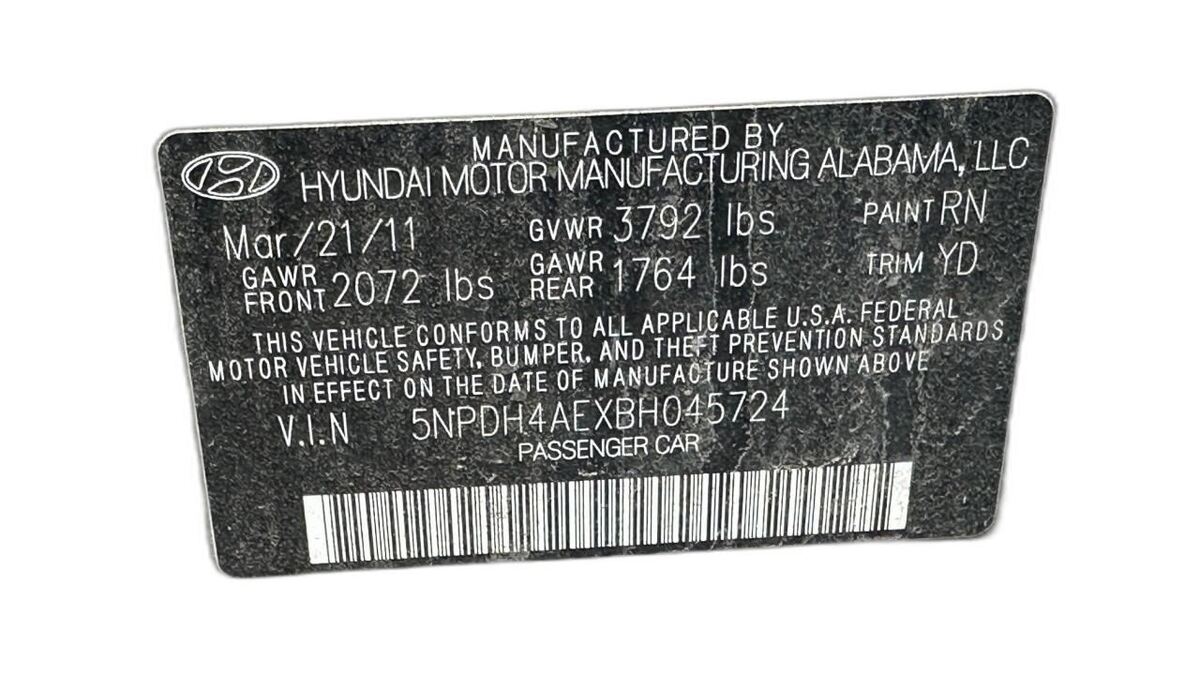 MANUFACTURED BY
HYUNDAI MOTOR MANUFACTURING ALABAMA, LLC
Mar/21/11 GVWR 3792 lbs PAINT RN
GAWR FRONT 2072 lbs GAWR REAR 1764 lbs TRIM YD
THIS VEHICLE CONFORMS TO ALL APPLICABLE U.S.A. FEDERAL
MOTOR VEHICLE SAFETY, BUMPER, AND THEFT PREVENTION STANDARDS
IN EFFECT ON THE DATE OF MANUFACTURE SHOWN ABOVE
V.I.N 5NPDH4AEXBH045724
PASSENGER CAR